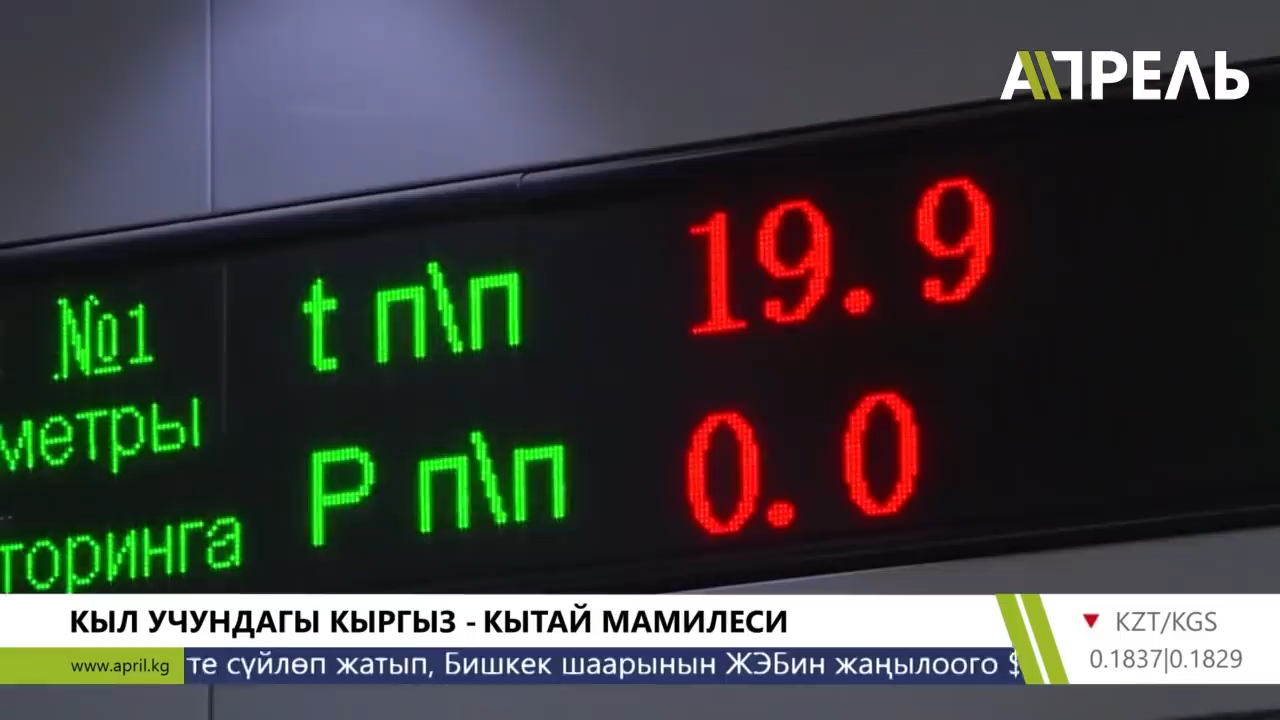 АПРЕЛЬ
№1
t п\п
19.9
метры
P п\п
0.0
торинга
КЫЛ УЧУНДАГЫ КЫРГЫЗ - КЫТАЙ МАМИЛЕСИ
KZT/KGS
0.1837|0.1829
www.april.kg
те сүйлөп жатып, Бишкек шаарынын ЖЭБин жаңылоого $